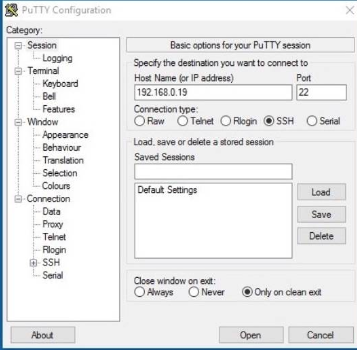 PuTTY Configuration
Category:
Session
Logging
Terminal
Keyboard
Bell
Features
Window
Appearance
Behaviour
Translation
Selection
Colours
Connection
Data
Proxy
Telnet
Rlogin
SSH
Serial
Basic options for your PuTTY session
Specify the destination you want to connect to
Host Name (or IP address) Port
192.168.0.19 22
Connection type:
Raw Telnet Rlogin SSH Serial
Load, save or delete a stored session
Saved Sessions
Default Settings
Load
Save
Delete
Close window on exit:
Always Never Only on clean exit
About Open Cancel